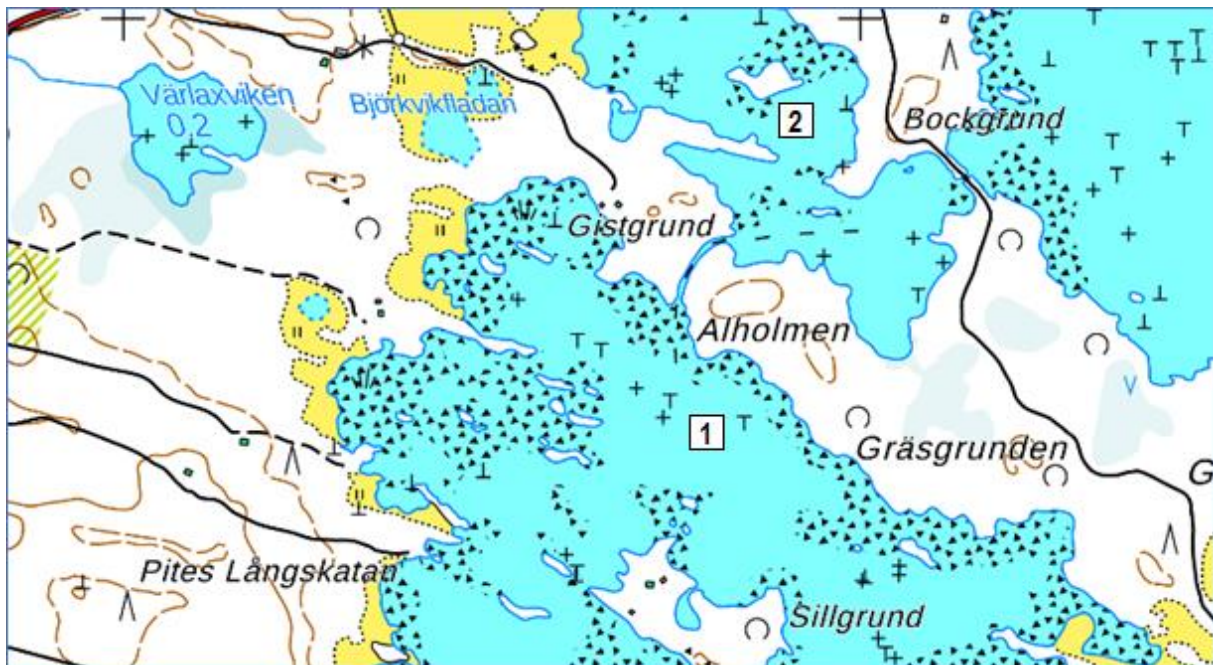 Värlaxviken
0.2
Björkvikfladan
2
Bockgrund
Gistgrund
Alholmen
1
Gräsgrunden
G
Pites Långskatan
Sillgrund